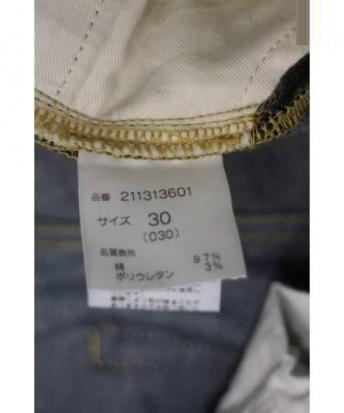 品番 211313601
サイズ 30
(030)
品質表示
綿 97%
ポリウレタン 3%